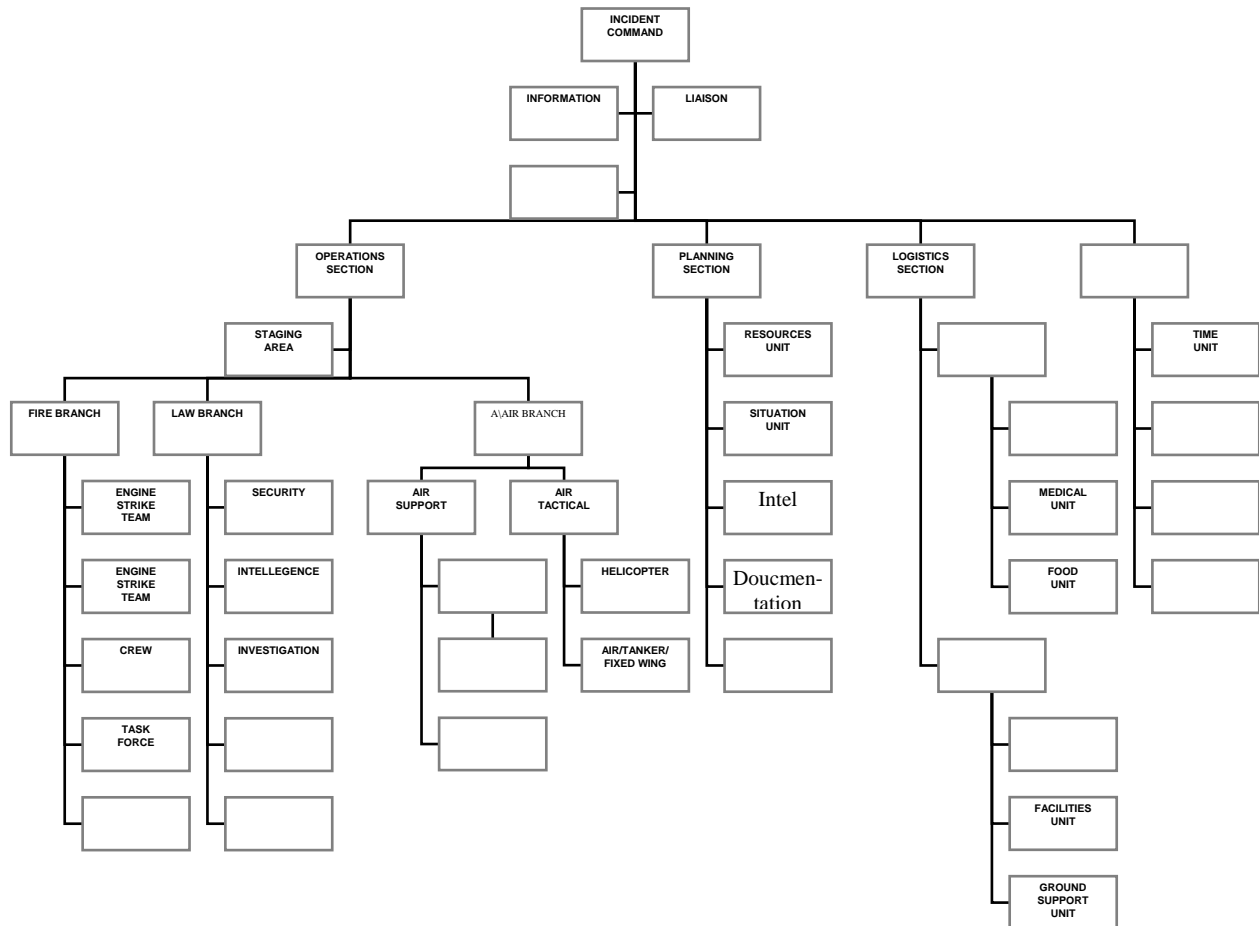 INCIDENT
COMMAND
INFORMATION
LIAISON
OPERATIONS
SECTION
PLANNING
SECTION
LOGISTICS
SECTION
STAGING
AREA
RESOURCES
UNIT
TIME
UNIT
FIRE BRANCH
LAW BRANCH
A\AIR BRANCH
SITUATION
UNIT
ENGINE
STRIKE
TEAM
SECURITY
AIR
SUPPORT
AIR
TACTICAL
Intel
MEDICAL
UNIT
ENGINE
STRIKE
TEAM
INTELLEGENCE
HELICOPTER
Doucmen-
tation
FOOD
UNIT
CREW
INVESTIGATION
AIR/TANKER/
FIXED WING
TASK
FORCE
FACILITIES
UNIT
GROUND
SUPPORT
UNIT